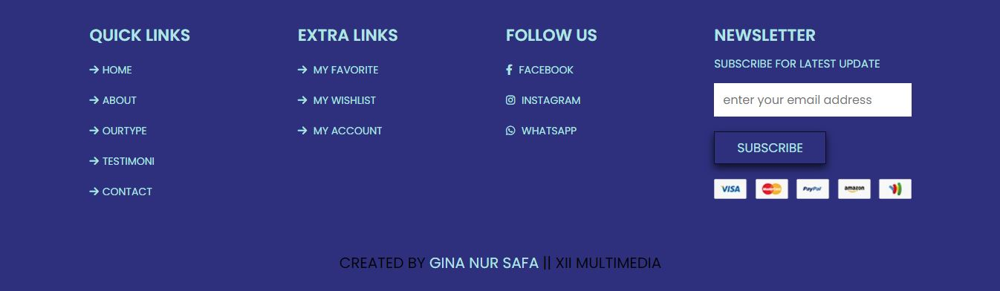 QUICK LINKS
HOME
ABOUT
OURTYPE
TESTIMONI
CONTACT
EXTRA LINKS
MY FAVORITE
MY WISHLIST
MY ACCOUNT
FOLLOW US
FACEBOOK
INSTAGRAM
WHATSAPP
NEWSLETTER
SUBSCRIBE FOR LATEST UPDATE
enter your email address
SUBSCRIBE
VISA MasterCard PayPal amazon
CREATED BY GINA NUR SAFA || XII MULTIMEDIA